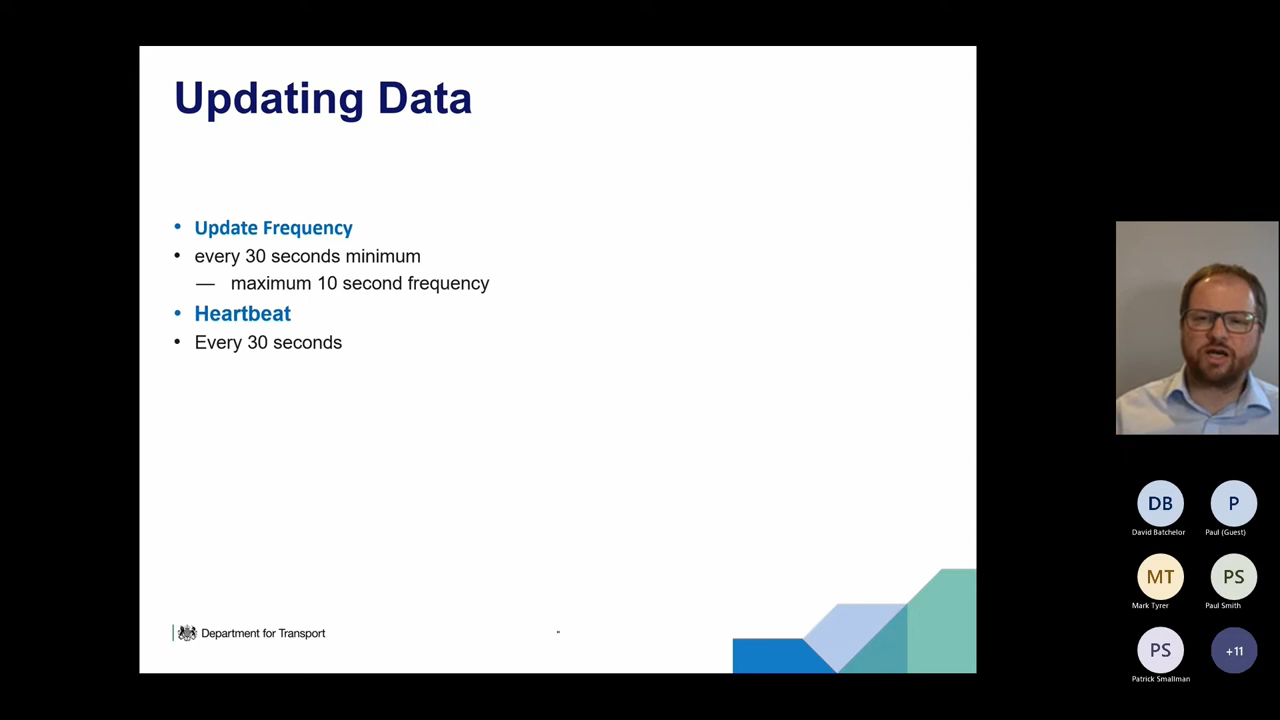 Updating Data
• Update Frequency
• every 30 seconds minimum
— maximum 10 second frequency
• Heartbeat
• Every 30 seconds
Department for Transport
DB
P
David Batchelor
Paul (Guest)
MT
PS
Mark Tyrer
Paul Smith
PS
+11
Patrick Smallman